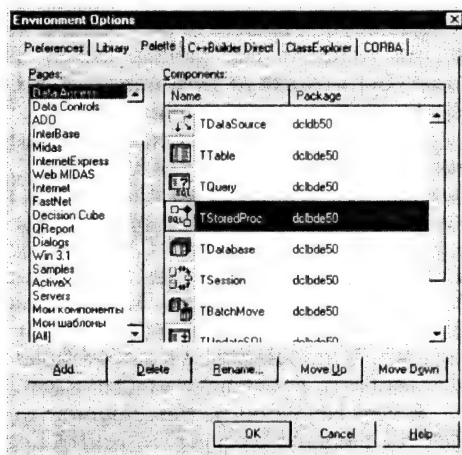 Environment Options
Preferences Library Palette C++Builder Direct ClassExplorer CORBA
Pages: Components:
Data Access
Data Controls
ADO
InterBase
Midas
InternetExpress
Web MIDAS
Internet
FastNet
Decision Cube
QReport
Dialogs
Win 3.1
Samples
ActiveX
Servers
Мои компоненты
Мои шаблоны
[All]
Name Package
TDataSource dcldb50
TTable dclbde50
TQuery dclbde50
TStoredProc dclbde50
TDatabase dclbde50
TSession dclbde50
TBatchMove dclbde50
TUpdateSQL dclbde50
Add... Delete Rename... Move Up Move Down
OK Cancel Help